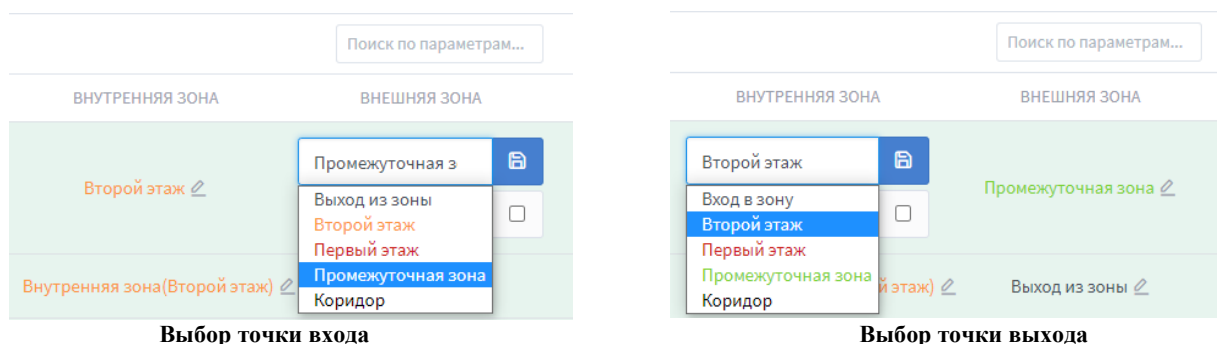 Поиск по параметрам...
ВНУТРЕННЯЯ ЗОНА
ВНЕШНЯЯ ЗОНА
Второй этаж
Промежуточная з
Выход из зоны
Второй этаж
Первый этаж
Промежуточная зона
Коридор
Внутренняя зона(Второй этаж)
Выбор точки входа
Поиск по параметрам...
ВНУТРЕННЯЯ ЗОНА
ВНЕШНЯЯ ЗОНА
Второй этаж
Промежуточная зона
Вход в зону
Второй этаж
Первый этаж
Промежуточная зона
Коридор
й этаж)
Выход из зоны
Выбор точки выхода